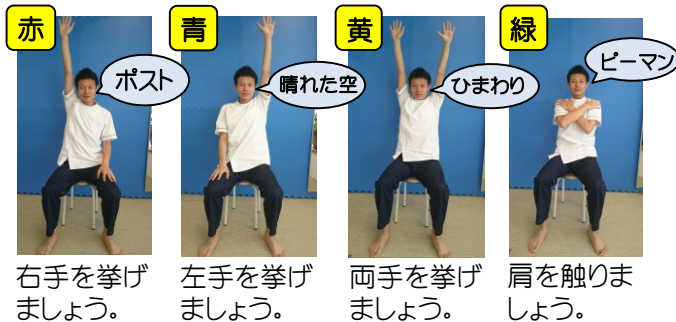 赤
ポスト
右手を挙げ
ましょう。
青
晴れた空
左手を挙げ
ましょう。
黄
ひまわり
両手を挙げ
ましょう。
緑
ピーマン
肩を触りま
しょう。